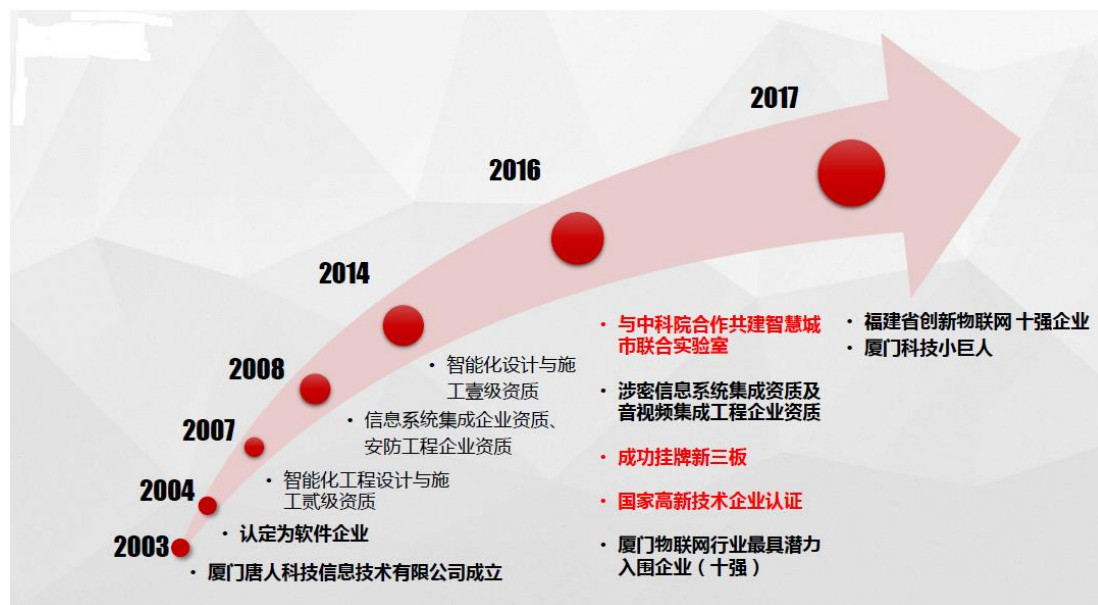 2017
2016
2014
2008
2007
2004
2003
• 厦门唐人科技信息技术有限公司成立
• 认定为软件企业
• 智能化工程设计与施
工贰级资质
• 信息系统集成企业资质、
安防工程企业资质
• 智能化设计与施
工壹级资质
• 与中科院合作共建智慧城
市联合实验室
• 涉密信息系统集成资质及
音视频集成工程企业资质
• 成功挂牌新三板
• 国家高新技术企业认证
• 厦门物联网行业最具潜力
入围企业（十强）
• 福建省创新物联网 十强企业
• 厦门科技小巨人